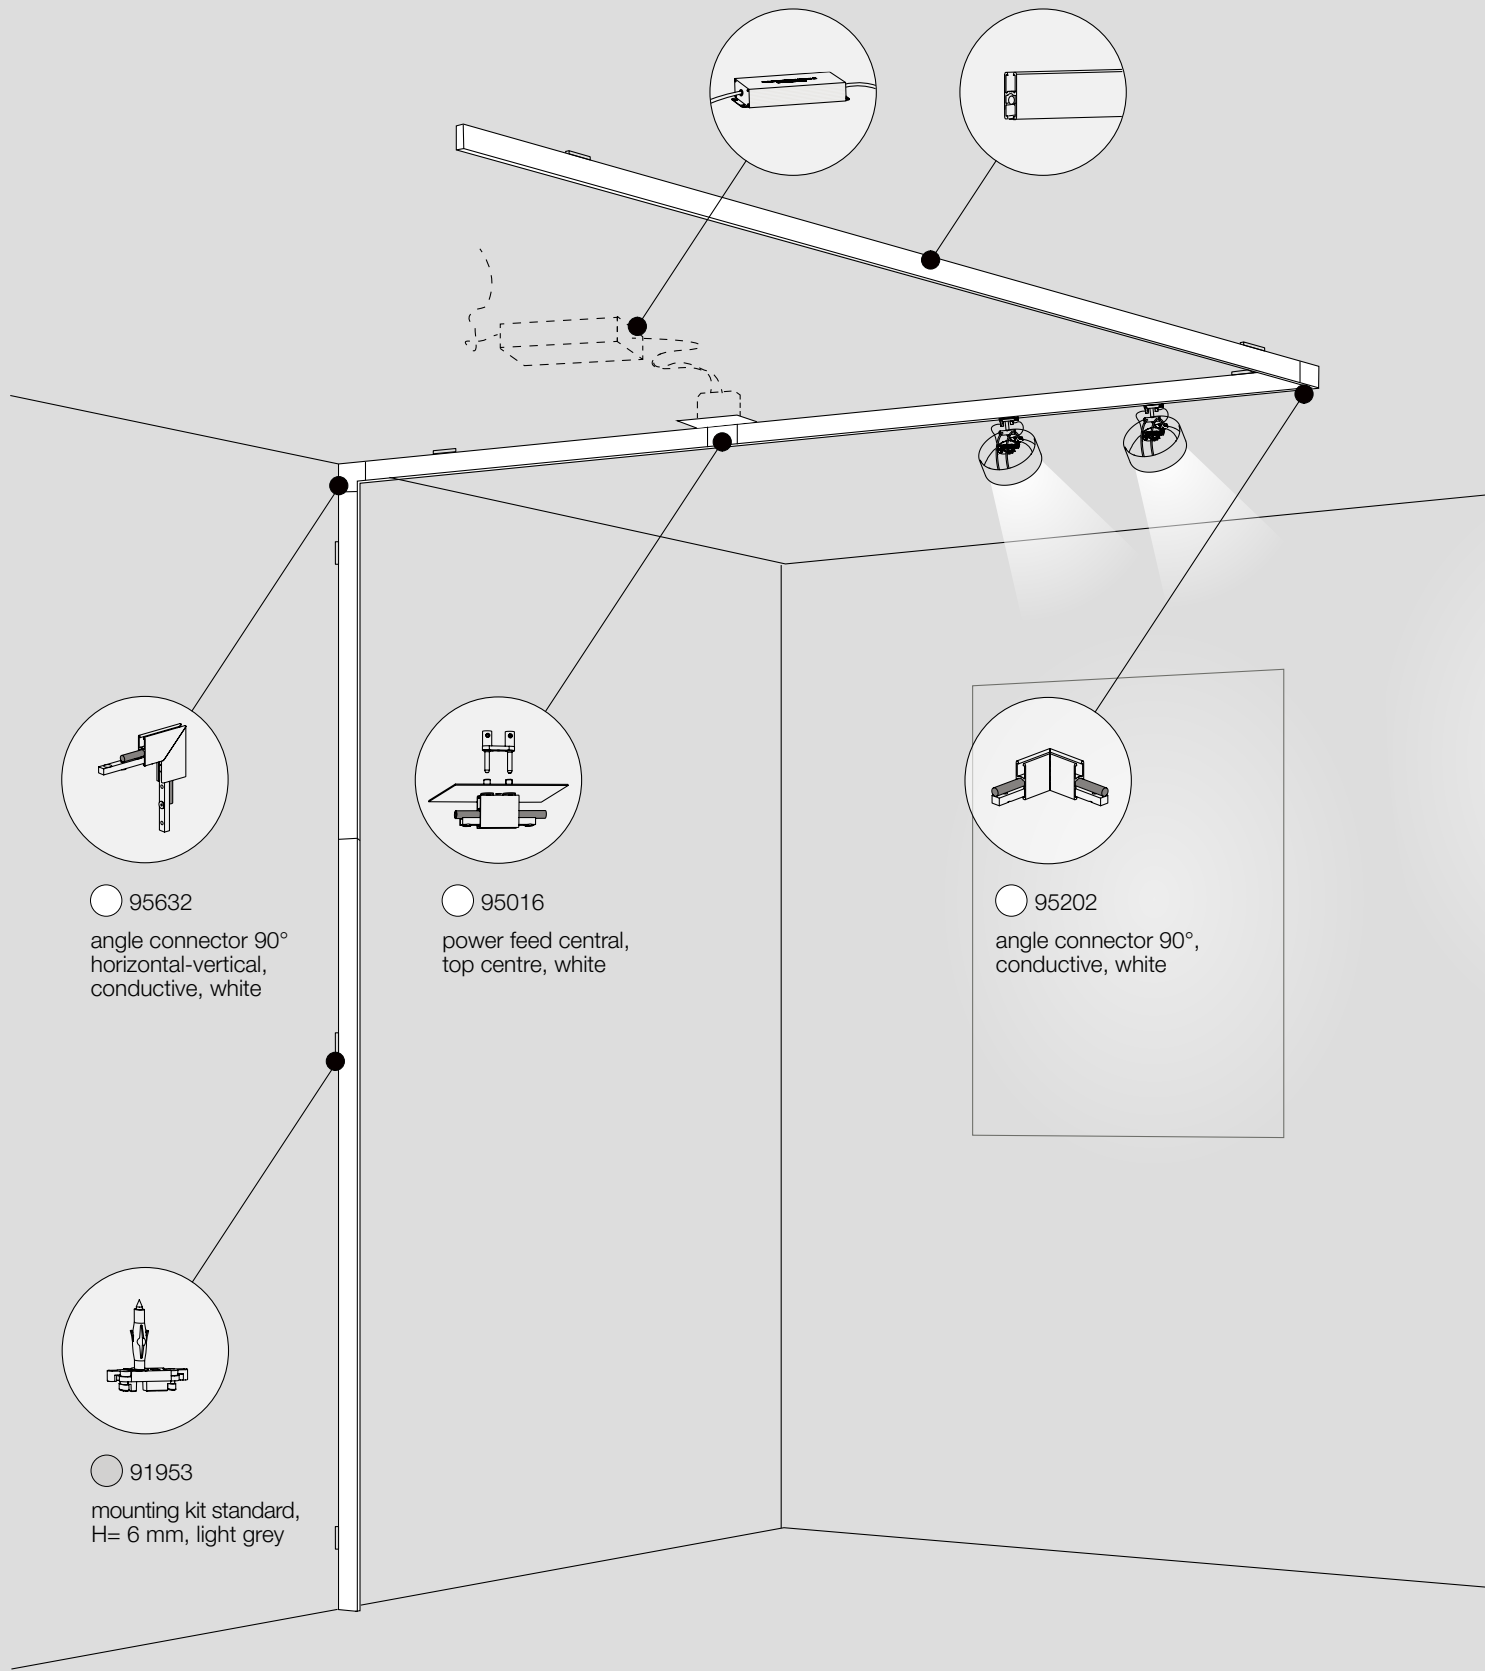 95632
angle connector 90°
horizontal-vertical,
conductive, white
95016
power feed central,
top centre, white
95202
angle connector 90°,
conductive, white
91953
mounting kit standard,
H= 6 mm, light grey